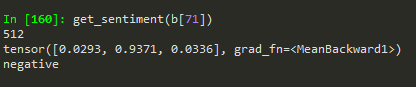 In [160]: get_sentiment(b[71])
512
tensor([0.0293, 0.9371, 0.0336], grad_fn=<MeanBackward1>)
negative